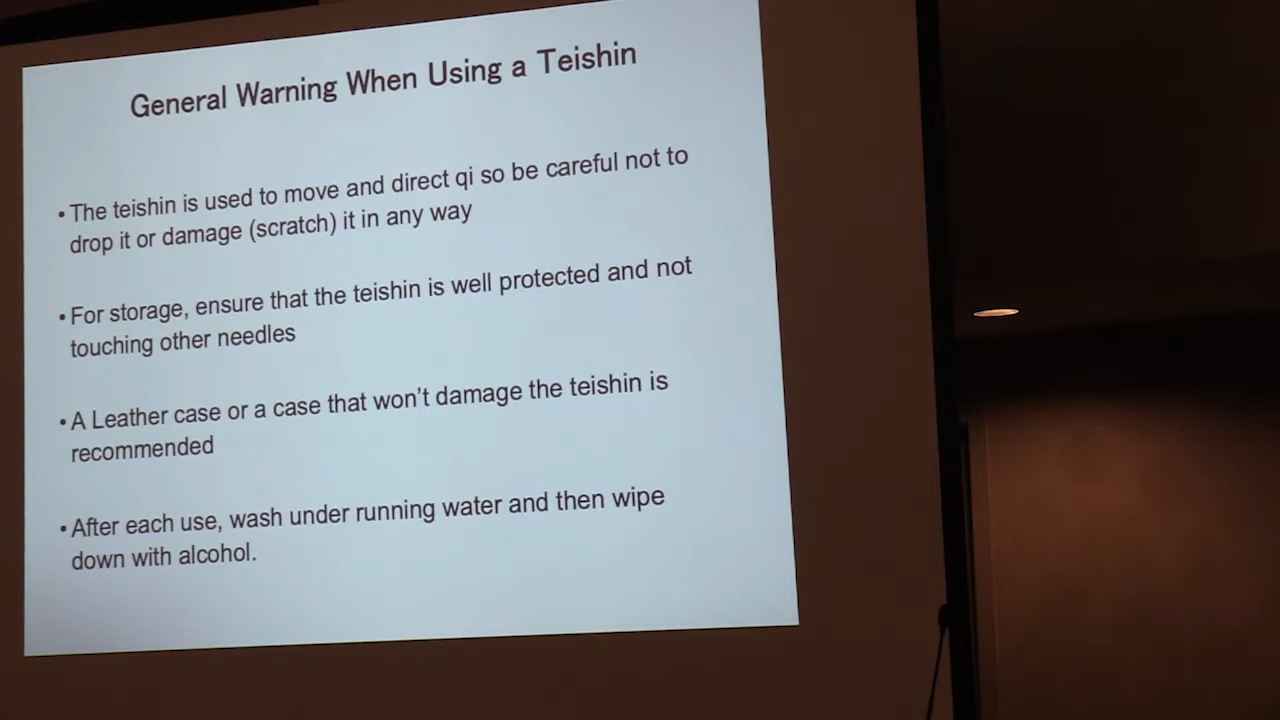 General Warning When Using a Teishin
•The teishin is used to move and direct qi so be careful not to
drop it or damage (scratch) it in any way
•For storage, ensure that the teishin is well protected and not
touching other needles
•A Leather case or a case that won't damage the teishin is
recommended
•After each use, wash under running water and then wipe
down with alcohol.